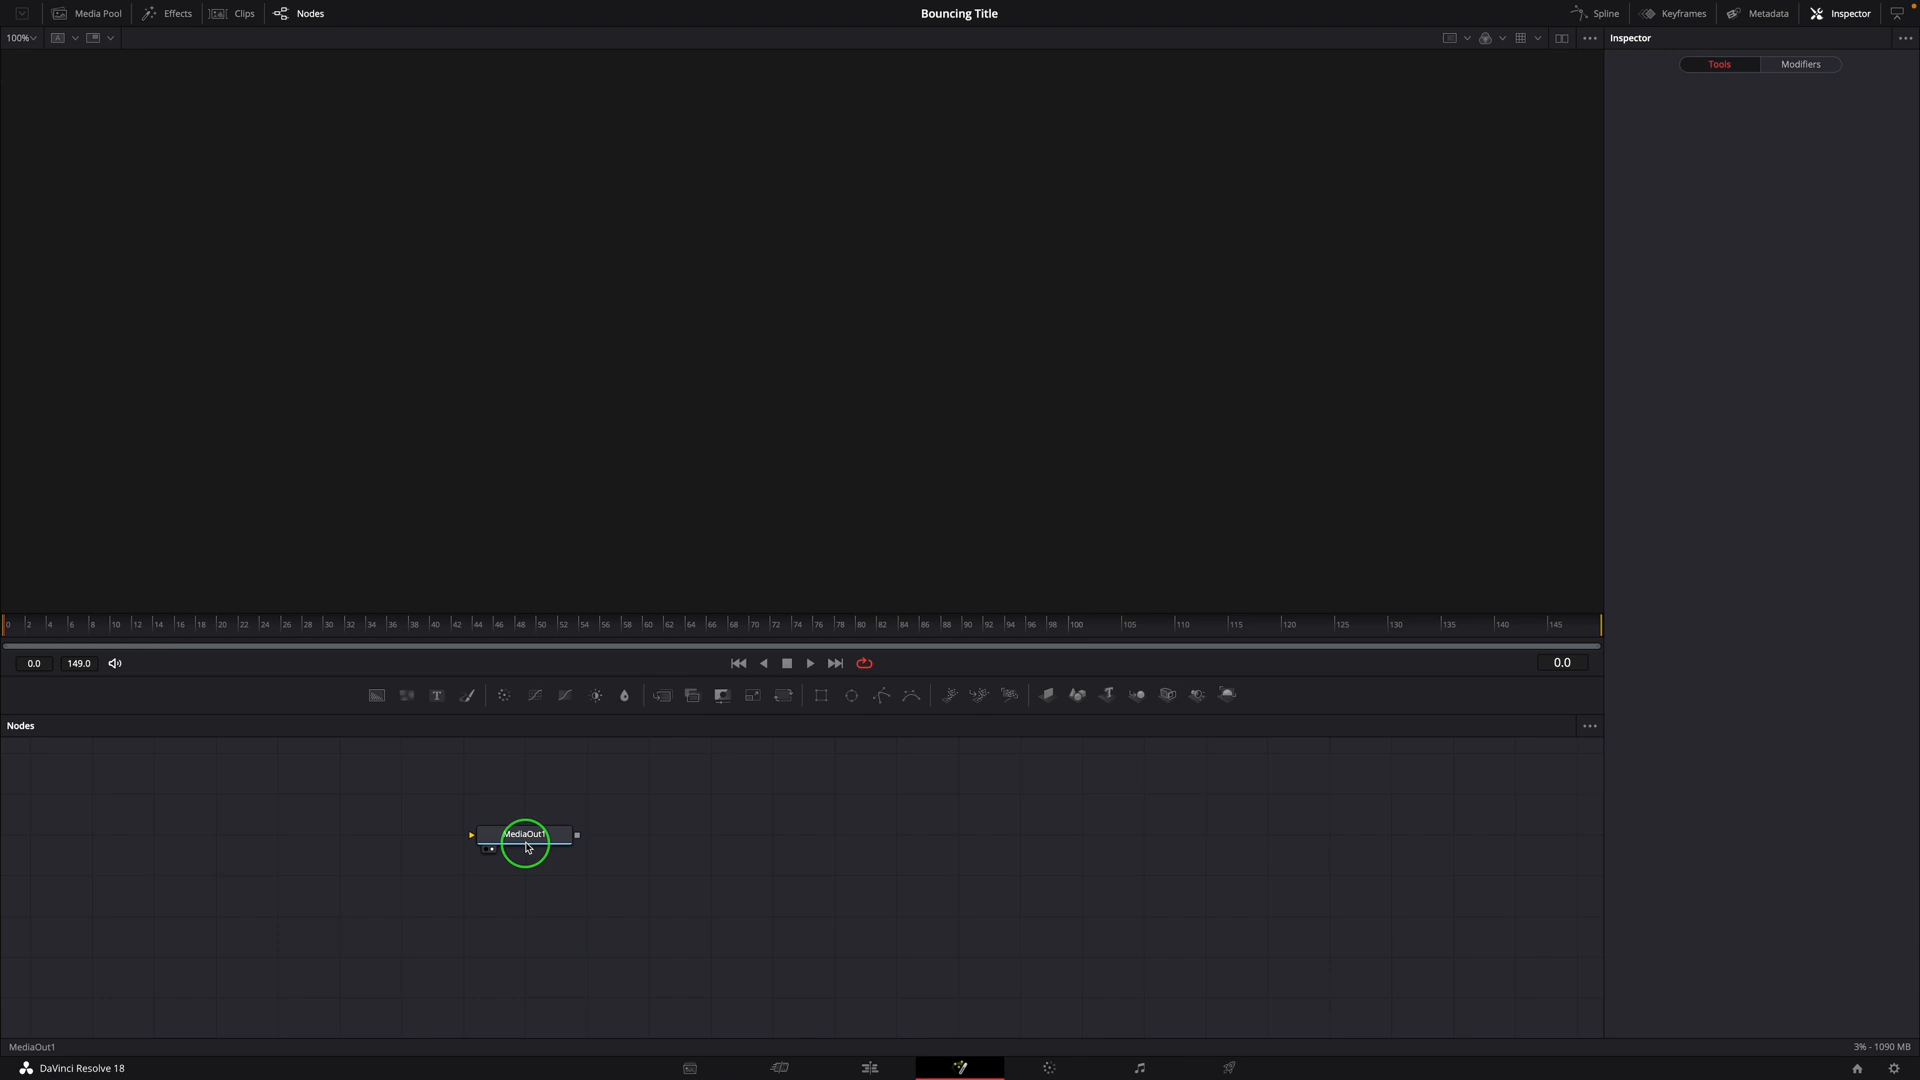 Media Pool Effects Clips Nodes Bouncing Title Spline Keyframes Metadata Inspector
100% A Inspector
Tools Modifiers
0 2 4 6 8 10 12 14 16 18 20 22 24 26 28 30 32 34 36 38 40 42 44 46 48 50 52 54 56 58 60 62 64 66 68 70 72 74 76 78 80 82 84 86 88 90 92 94 96 98 100 105 110 115 120 125 130 135 140 145
0.0 149.0 0.0
T T
Nodes
MediaOut1
MediaOut1 3% - 1090 MB
DaVinci Resolve 18